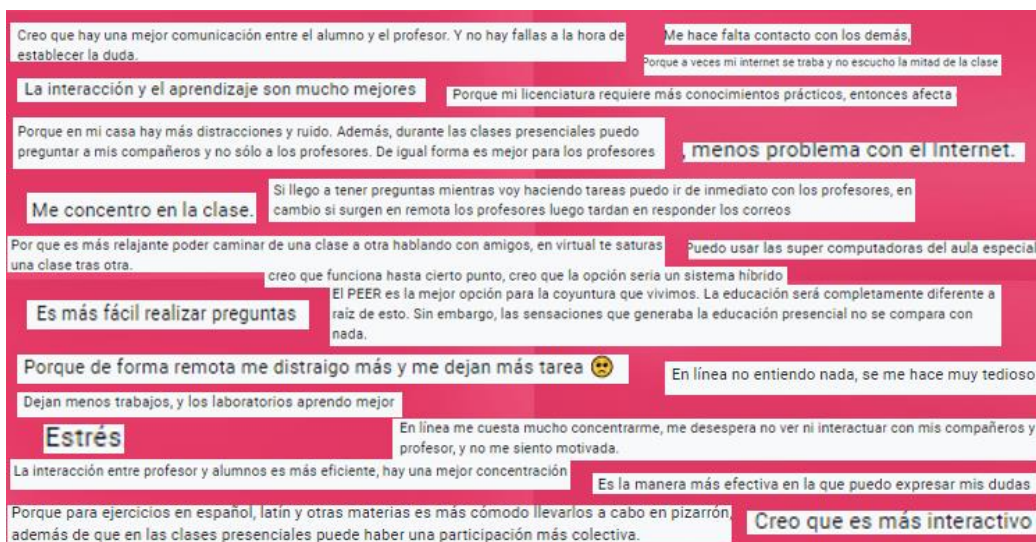 Creo que hay una mejor comunicación entre el alumno y el profesor. Y no hay fallas a la hora de
establecer la duda.
Me hace falta contacto con los demás,
Porque a veces mi internet se traba y no escucho la mitad de la clase
La interacción y el aprendizaje son mucho mejores
Porque mi licenciatura requiere más conocimientos prácticos, entonces afecta
Porque en mi casa hay más distracciones y ruido. Además, durante las clases presenciales puedo
preguntar a mis compañeros y no sólo a los profesores. De igual forma es mejor para los profesores
, menos problema con el Internet.
Me concentro en la clase.
Si llego a tener preguntas mientras voy haciendo tareas puedo ir de inmediato con los profesores, en
cambio si surgen en remota los profesores luego tardan en responder los correos
Por que es más relajante poder caminar de una clase a otra hablando con amigos, en virtual te saturas
una clase tras otra.
Puedo usar las super computadoras del aula especial
creo que funciona hasta cierto punto, creo que la opción seria un sistema híbrido
Es más fácil realizar preguntas
El PEER es la mejor opción para la coyuntura que vivimos. La educación será completamente diferente a
raíz de esto. Sin embargo, las sensaciones que generaba la educación presencial no se compara con
nada.
Porque de forma remota me distraigo más y me dejan más tarea 🥺
En línea no entiendo nada, se me hace muy tedioso
Dejan menos trabajos, y los laboratorios aprendo mejor
Estrés
En línea me cuesta mucho concentrarme, me desespera no ver ni interactuar con mis compañeros y
profesor, y no me siento motivada.
La interacción entre profesor y alumnos es más eficiente, hay una mejor concentración
Es la manera más efectiva en la que puedo expresar mis dudas
Porque para ejercicios en español, latín y otras materias es más cómodo llevarlos a cabo en pizarrón,
además de que en las clases presenciales puede haber una participación más colectiva.
Creo que es más interactivo